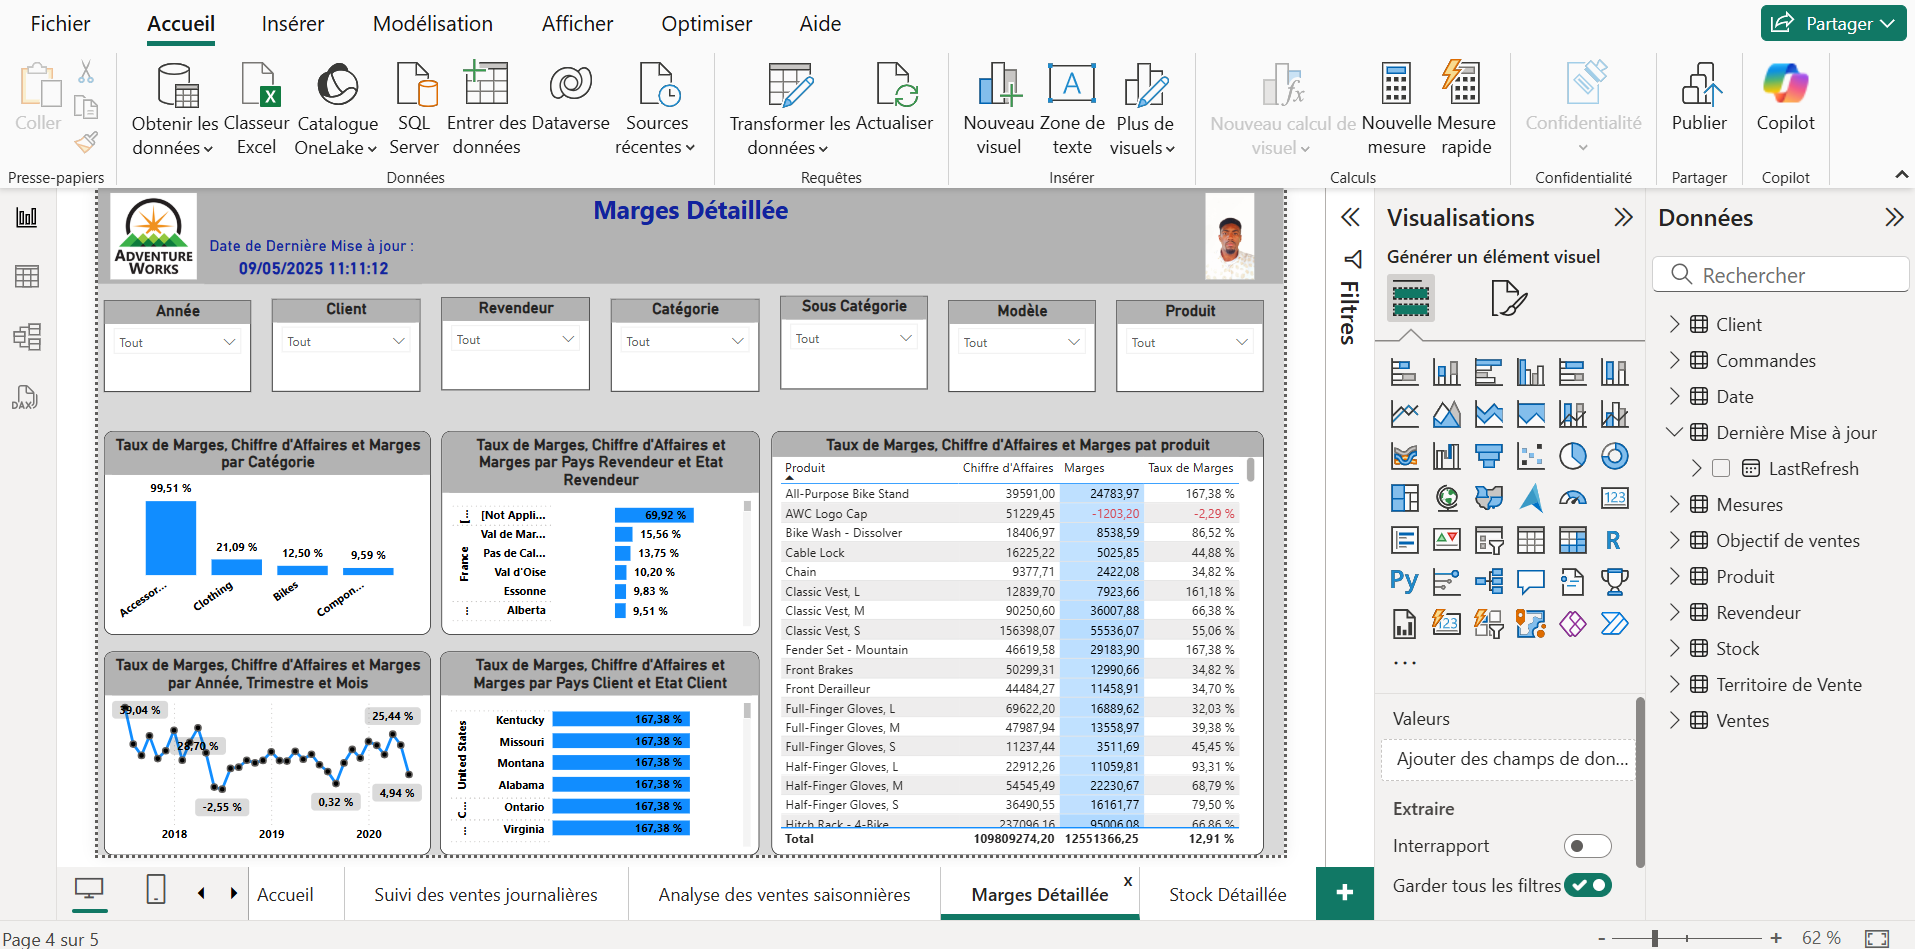 Fichier Accueil Insérer Modélisation Afficher Optimiser Aide Partager
Coller
Presse-papiers
Obtenir les données
Classeur Excel
Catalogue OneLake
SQL Server
Entrer des données
Dataverse
Sources récentes
Données
Transformer les données
Actualiser
Requêtes
Nouveau visuel
Zone de texte
Plus de visuels
Insérer
Nouveau calcul de visuel
Nouvelle mesure
Mesure rapide
Calculs
Confidentialité
Confidentialité
Publier
Partager
Copilot
Copilot
ADVENTURE
WORKS
Date de Dernière Mise à jour :
09/05/2025 11:11:12
Marges Détaillée
Année
Tout
Client
Tout
Revendeur
Tout
Catégorie
Tout
Sous Catégorie
Tout
Modèle
Tout
Produit
Tout
Taux de Marges, Chiffre d'Affaires et Marges
par Catégorie
99,51 %
21,09 %
12,50 %
9,59 %
Accessor...
Clothing
Bikes
Compon...
Taux de Marges, Chiffre d'Affaires et
Marges par Pays Revendeur et Etat
Revendeur
[...
[Not Appli... 69,92 %
France
Val de Mar... 15,56 %
Pas de Cal... 13,75 %
Val d'Oise 10,20 %
Essonne 9,83 %
...
Alberta 9,51 %
Taux de Marges, Chiffre d'Affaires et Marges pat produit
Produit Chiffre d'Affaires Marges Taux de Marges
All-Purpose Bike Stand 39591,00 24783,97 167,38 %
AWC Logo Cap 51229,45 -1203,20 -2,29 %
Bike Wash - Dissolver 18406,97 8538,59 86,52 %
Cable Lock 16225,22 5025,85 44,88 %
Chain 9377,71 2422,08 34,82 %
Classic Vest, L 12839,70 7923,66 161,18 %
Classic Vest, M 90250,60 36007,88 66,38 %
Classic Vest, S 156398,07 55536,07 55,06 %
Fender Set - Mountain 46619,58 29183,90 167,38 %
Front Brakes 50299,31 12990,66 34,82 %
Front Derailleur 44484,27 11458,91 34,70 %
Full-Finger Gloves, L 69622,20 16889,62 32,03 %
Full-Finger Gloves, M 47987,94 13558,97 39,38 %
Full-Finger Gloves, S 11237,44 3511,69 45,45 %
Half-Finger Gloves, L 22912,26 11059,81 93,31 %
Half-Finger Gloves, M 54545,49 22230,67 68,79 %
Half-Finger Gloves, S 36490,55 16161,77 79,50 %
Hitch Rack - 4-Bike 237096,16 95006,08 66,86 %
Total 109809274,20 12551366,25 12,91 %
Taux de Marges, Chiffre d'Affaires et Marges
par Année, Trimestre et Mois
39,04 %
28,70 %
-2,55 %
0,32 %
25,44 %
4,94 %
2018 2019 2020
Taux de Marges, Chiffre d'Affaires et
Marges par Pays Client et Etat Client
United States
Kentucky 167,38 %
Missouri 167,38 %
Montana 167,38 %
Alabama 167,38 %
C...
Ontario 167,38 %
...
Virginia 167,38 %
Filtres
Visualisations
Générer un élément visuel
123
R
Py
123
...
Valeurs
Ajouter des champs de don...
Extraire
Interrapport
Garder tous les filtres
Données
Rechercher
Client
Commandes
Date
Dernière Mise à jour
LastRefresh
Mesures
Objectif de ventes
Produit
Revendeur
Stock
Territoire de Vente
Ventes
DAX
Accueil
Suivi des ventes journalières
Analyse des ventes saisonnières
Marges Détaillée
x
Stock Détaillée
+
Page 4 sur 5
- + 62 %